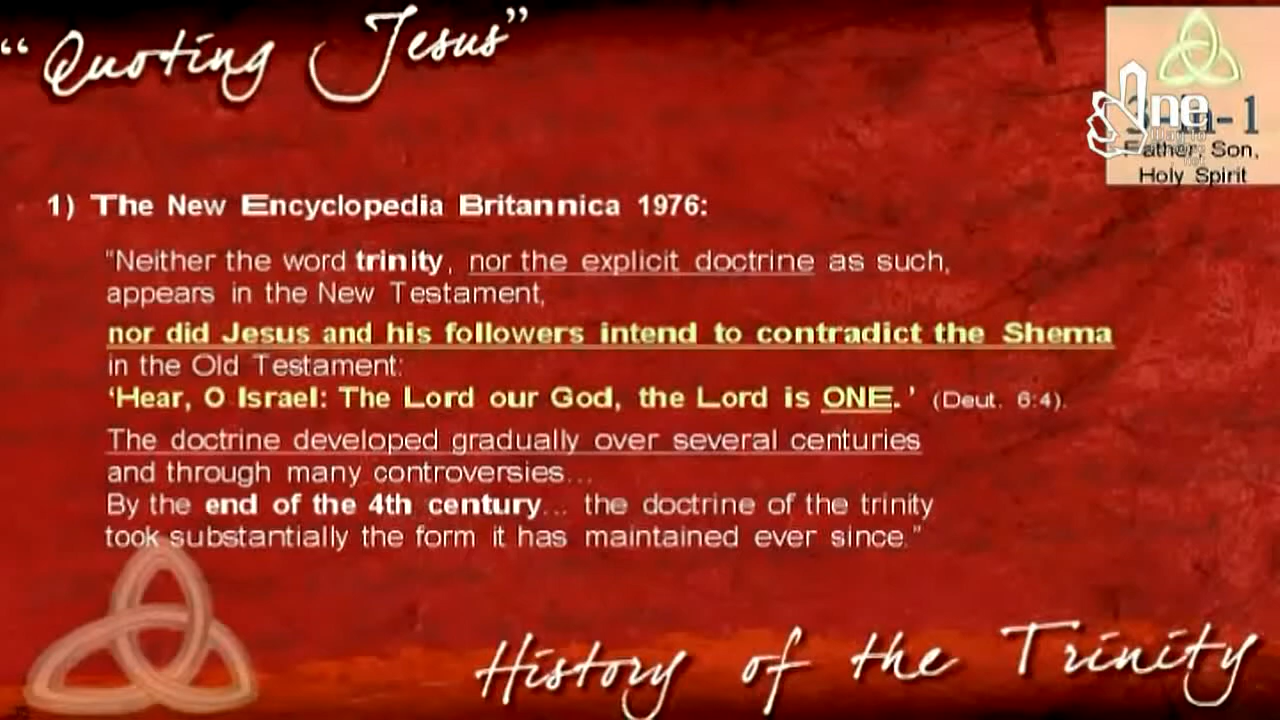 “Quoting Jesus”
One
3-in-1
Father, Son,
Holy Spirit
1) The New Encyclopedia Britannica 1976:
"Neither the word trinity, nor the explicit doctrine as such,
appears in the New Testament,
nor did Jesus and his followers intend to contradict the Shema
in the Old Testament:
‘Hear, O Israel: The Lord our God, the Lord is ONE.’ (Deut. 6:4).
The doctrine developed gradually over several centuries
and through many controversies...
By the end of the 4th century... the doctrine of the trinity
took substantially the form it has maintained ever since."
History of the Trinity